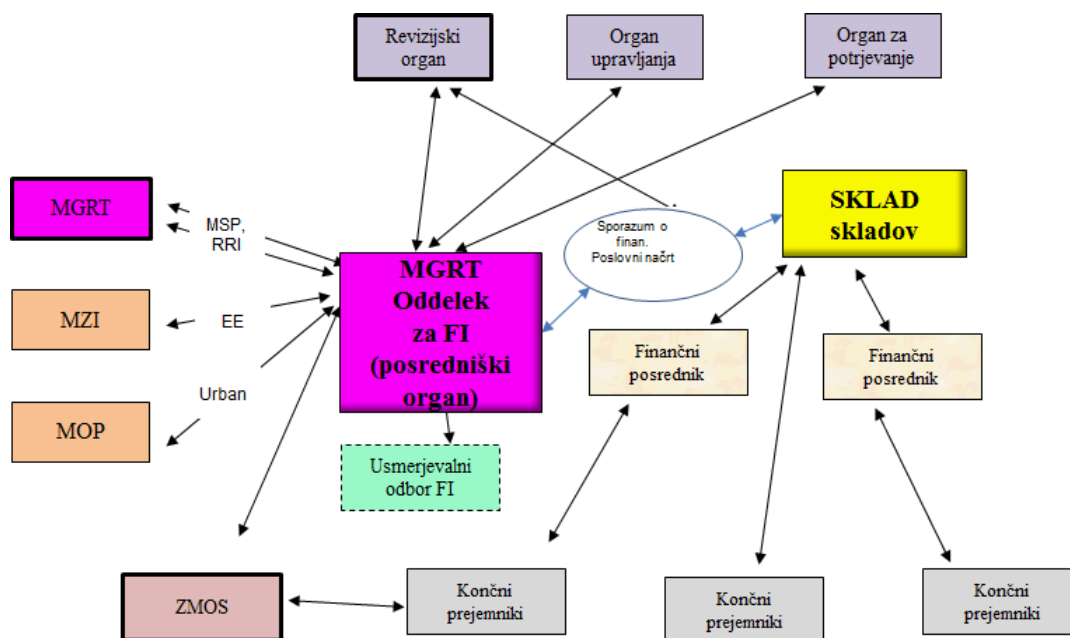 Revizijski
organ
Organ
upravljanja
Organ za
potrjevanje
MGRT
MSP,
RRI
SKLAD
skladov
Sporazum o
finan.
Poslovni načrt
MGRT
Oddelek
za FI
(posredniški
organ)
MZI
EE
Finančni
posrednik
Finančni
posrednik
Urban
MOP
Usmerjevalni
odbor FI
ZMOS
Končni
prejemniki
Končni
prejemniki
Končni
prejemniki